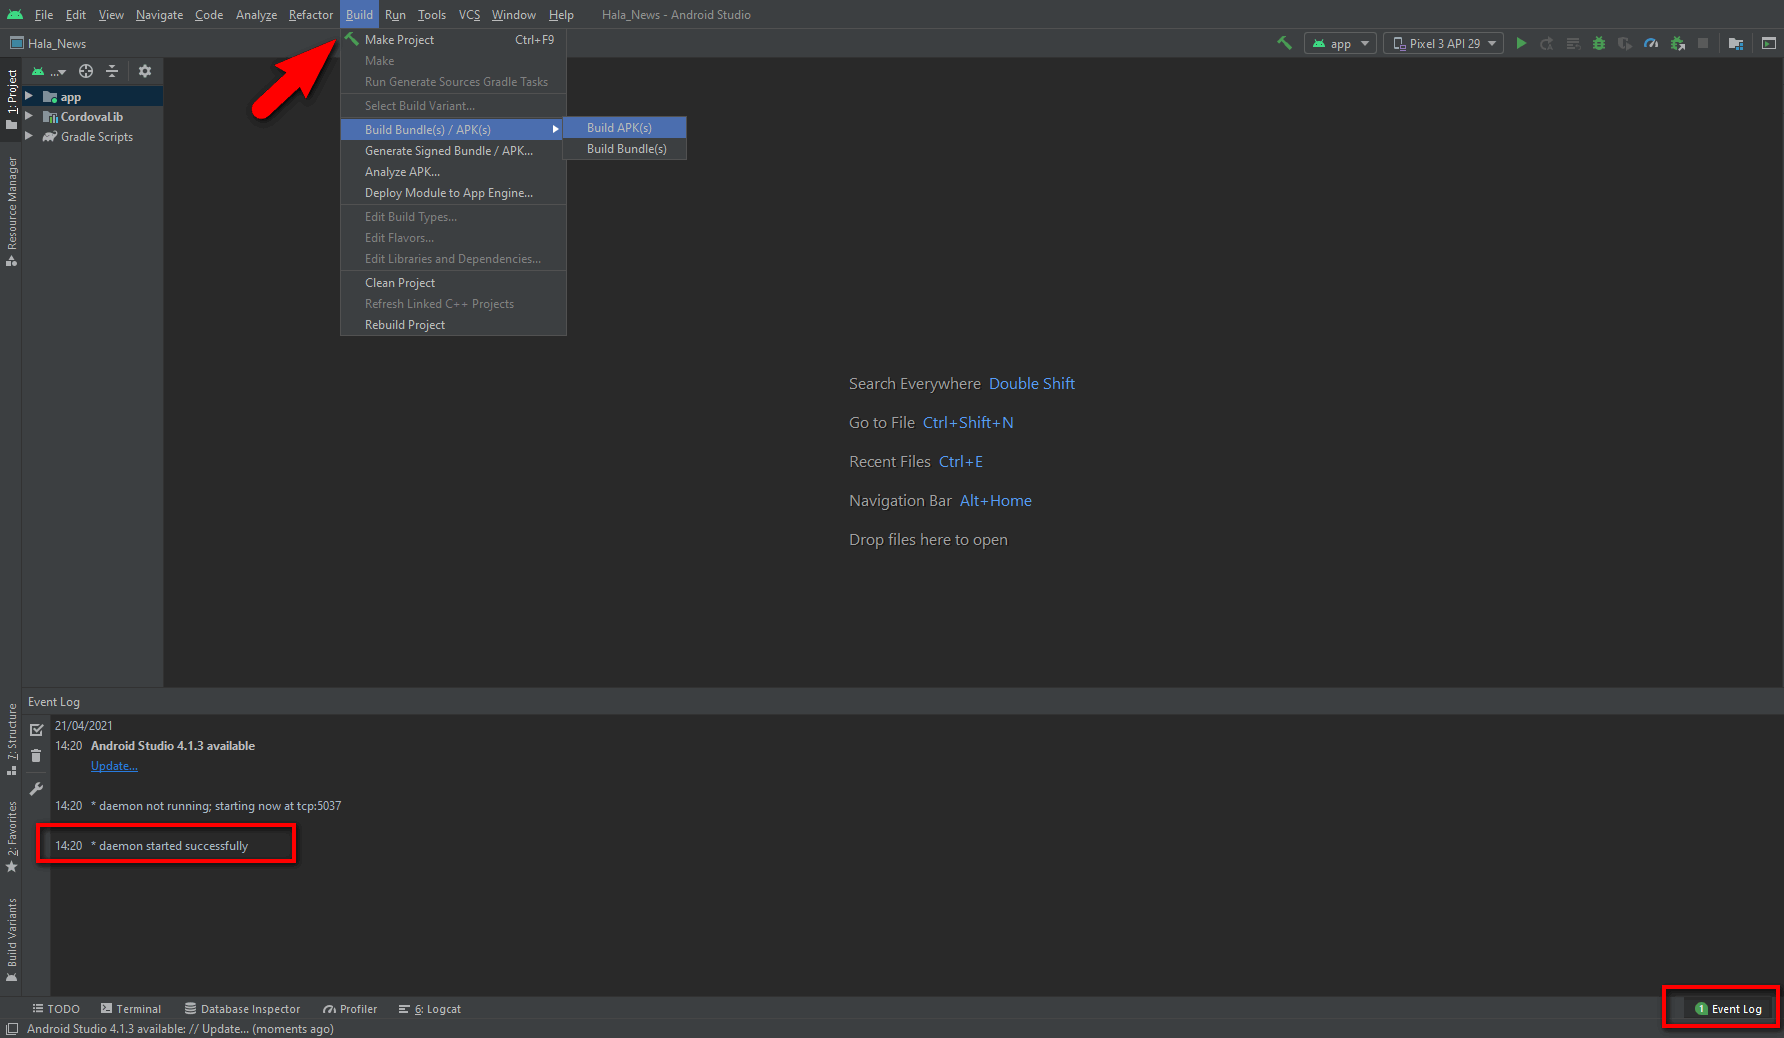 File Edit View Navigate Code Analyze Refactor Build Run Tools VCS Window Help Hala_News - Android Studio
Hala_News
app
Pixel 3 API 29
Make Project Ctrl+F9
Make
Run Generate Sources Gradle Tasks
Select Build Variant...
Build Bundle(s) / APK(s)
Generate Signed Bundle / APK...
Analyze APK...
Deploy Module to App Engine...
Edit Build Types...
Edit Flavors...
Edit Libraries and Dependencies...
Clean Project
Refresh Linked C++ Projects
Rebuild Project
Build APK(s)
Build Bundle(s)
...
app
CordovaLib
Gradle Scripts
1: Project
Resource Manager
7: Structure
2: Favorites
Build Variants
Search Everywhere Double Shift
Go to File Ctrl+Shift+N
Recent Files Ctrl+E
Navigation Bar Alt+Home
Drop files here to open
Event Log
21/04/2021
14:20 Android Studio 4.1.3 available
Update...
14:20 * daemon not running; starting now at tcp:5037
14:20 * daemon started successfully
TODO Terminal Database Inspector Profiler 6: Logcat 1 Event Log
Android Studio 4.1.3 available: // Update... (moments ago)